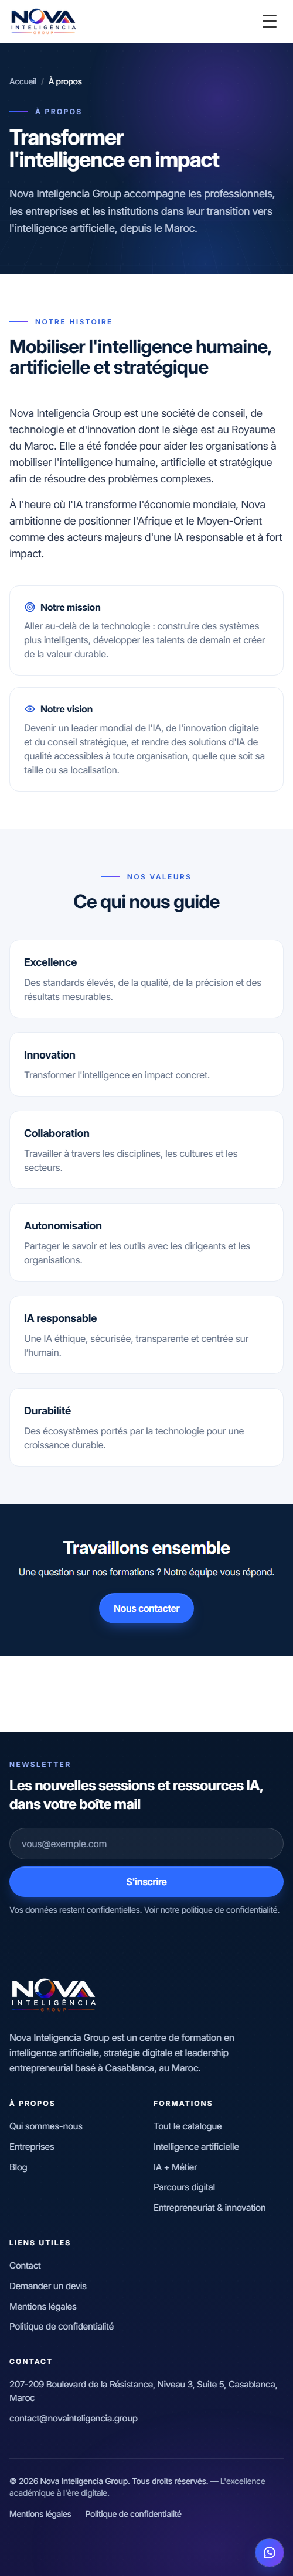 NOVA
INTELIGÊNCIA
GROUP
Accueil / À propos
À PROPOS
Transformer
l'intelligence en impact
Nova Inteligencia Group accompagne les professionnels,
les entreprises et les institutions dans leur transition vers
l'intelligence artificielle, depuis le Maroc.
NOTRE HISTOIRE
Mobiliser l'intelligence humaine,
artificielle et stratégique
Nova Inteligencia Group est une société de conseil, de
technologie et d'innovation dont le siège est au Royaume
du Maroc. Elle a été fondée pour aider les organisations à
mobiliser l'intelligence humaine, artificielle et stratégique
afin de résoudre des problèmes complexes.
À l'heure où l'IA transforme l'économie mondiale, Nova
ambitionne de positionner l'Afrique et le Moyen-Orient
comme des acteurs majeurs d'une IA responsable et à fort
impact.
Notre mission
Aller au-delà de la technologie : construire des systèmes
plus intelligents, développer les talents de demain et créer
de la valeur durable.
Notre vision
Devenir un leader mondial de l'IA, de l'innovation digitale
et du conseil stratégique, et rendre des solutions d'IA de
qualité accessibles à toute organisation, quelle que soit sa
taille ou sa localisation.
NOS VALEURS
Ce qui nous guide
Excellence
Des standards élevés, de la qualité, de la précision et des
résultats mesurables.
Innovation
Transformer l'intelligence en impact concret.
Collaboration
Travailler à travers les disciplines, les cultures et les
secteurs.
Autonomisation
Partager le savoir et les outils avec les dirigeants et les
organisations.
IA responsable
Une IA éthique, sécurisée, transparente et centrée sur
l'humain.
Durabilité
Des écosystèmes portés par la technologie pour une
croissance durable.
Travaillons ensemble
Une question sur nos formations ? Notre équipe vous répond.
Nous contacter
NEWSLETTER
Les nouvelles sessions et ressources IA,
dans votre boîte mail
vous@exemple.com
S'inscrire
Vos données restent confidentielles. Voir notre politique de confidentialité.
NOVA
INTELIGÊNCIA
GROUP
Nova Inteligencia Group est un centre de formation en
intelligence artificielle, stratégie digitale et leadership
entrepreneurial basé à Casablanca, au Maroc.
À PROPOS
Qui sommes-nous
Entreprises
Blog
FORMATIONS
Tout le catalogue
Intelligence artificielle
IA + Métier
Parcours digital
Entrepreneuriat & innovation
LIENS UTILES
Contact
Demander un devis
Mentions légales
Politique de confidentialité
CONTACT
207-209 Boulevard de la Résistance, Niveau 3, Suite 5, Casablanca,
Maroc
contact@novainteligencia.group
© 2026 Nova Inteligencia Group. Tous droits réservés. — L'excellence
académique à l'ère digitale.
Mentions légales Politique de confidentialité